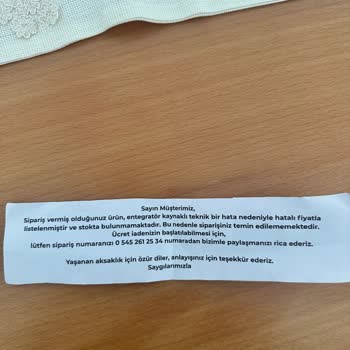 Sayın Müşterimiz,
Sipariş vermiş olduğunuz ürün, entegratör kaynaklı teknik bir hata nedeniyle hatalı fiyatla
listelenmiştir ve stokta bulunmamaktadır. Bu nedenle siparişiniz temin edilememektedir.
Ücret iadenizin başlatılabilmesi için,
lütfen sipariş numaranızı 0 545 261 25 34 numaradan bizimle paylaşmanızı rica ederiz.
Yaşanan aksaklık için özür diler, anlayışınız için teşekkür ederiz.
Saygılarımızla